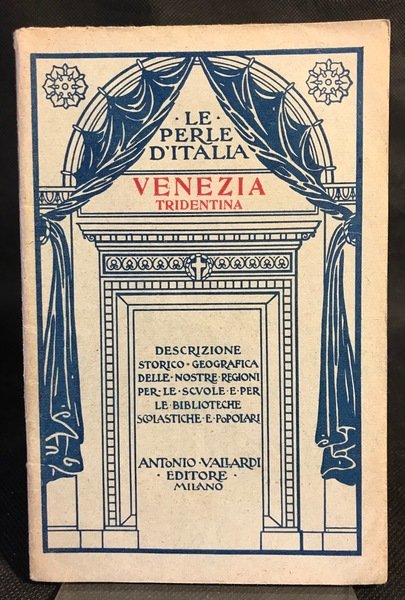 · LE ·
PERLE
D'ITALIA
VENEZIA
TRIDENTINA
DESCRIZIONE
STORICO · GEOGRAFICA
DELLE · NOSTRE · REGIONI
PER · LE · SCVOLE · E · PER
LE · BIBLIOTECHE
SCOLASTICHE · E · POPOLARI
ANTONIO · VALLARDI
· EDITORE ·
MILANO